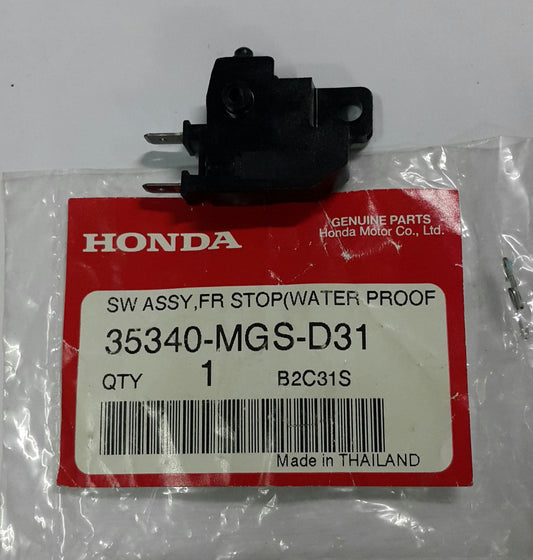 HONDA
GENUINE PARTS
Honda Motor Co., Ltd.
SW ASSY,FR STOP(WATER PROOF
35340-MGS-D31
QTY 1 B2C31S
Made in THAILAND